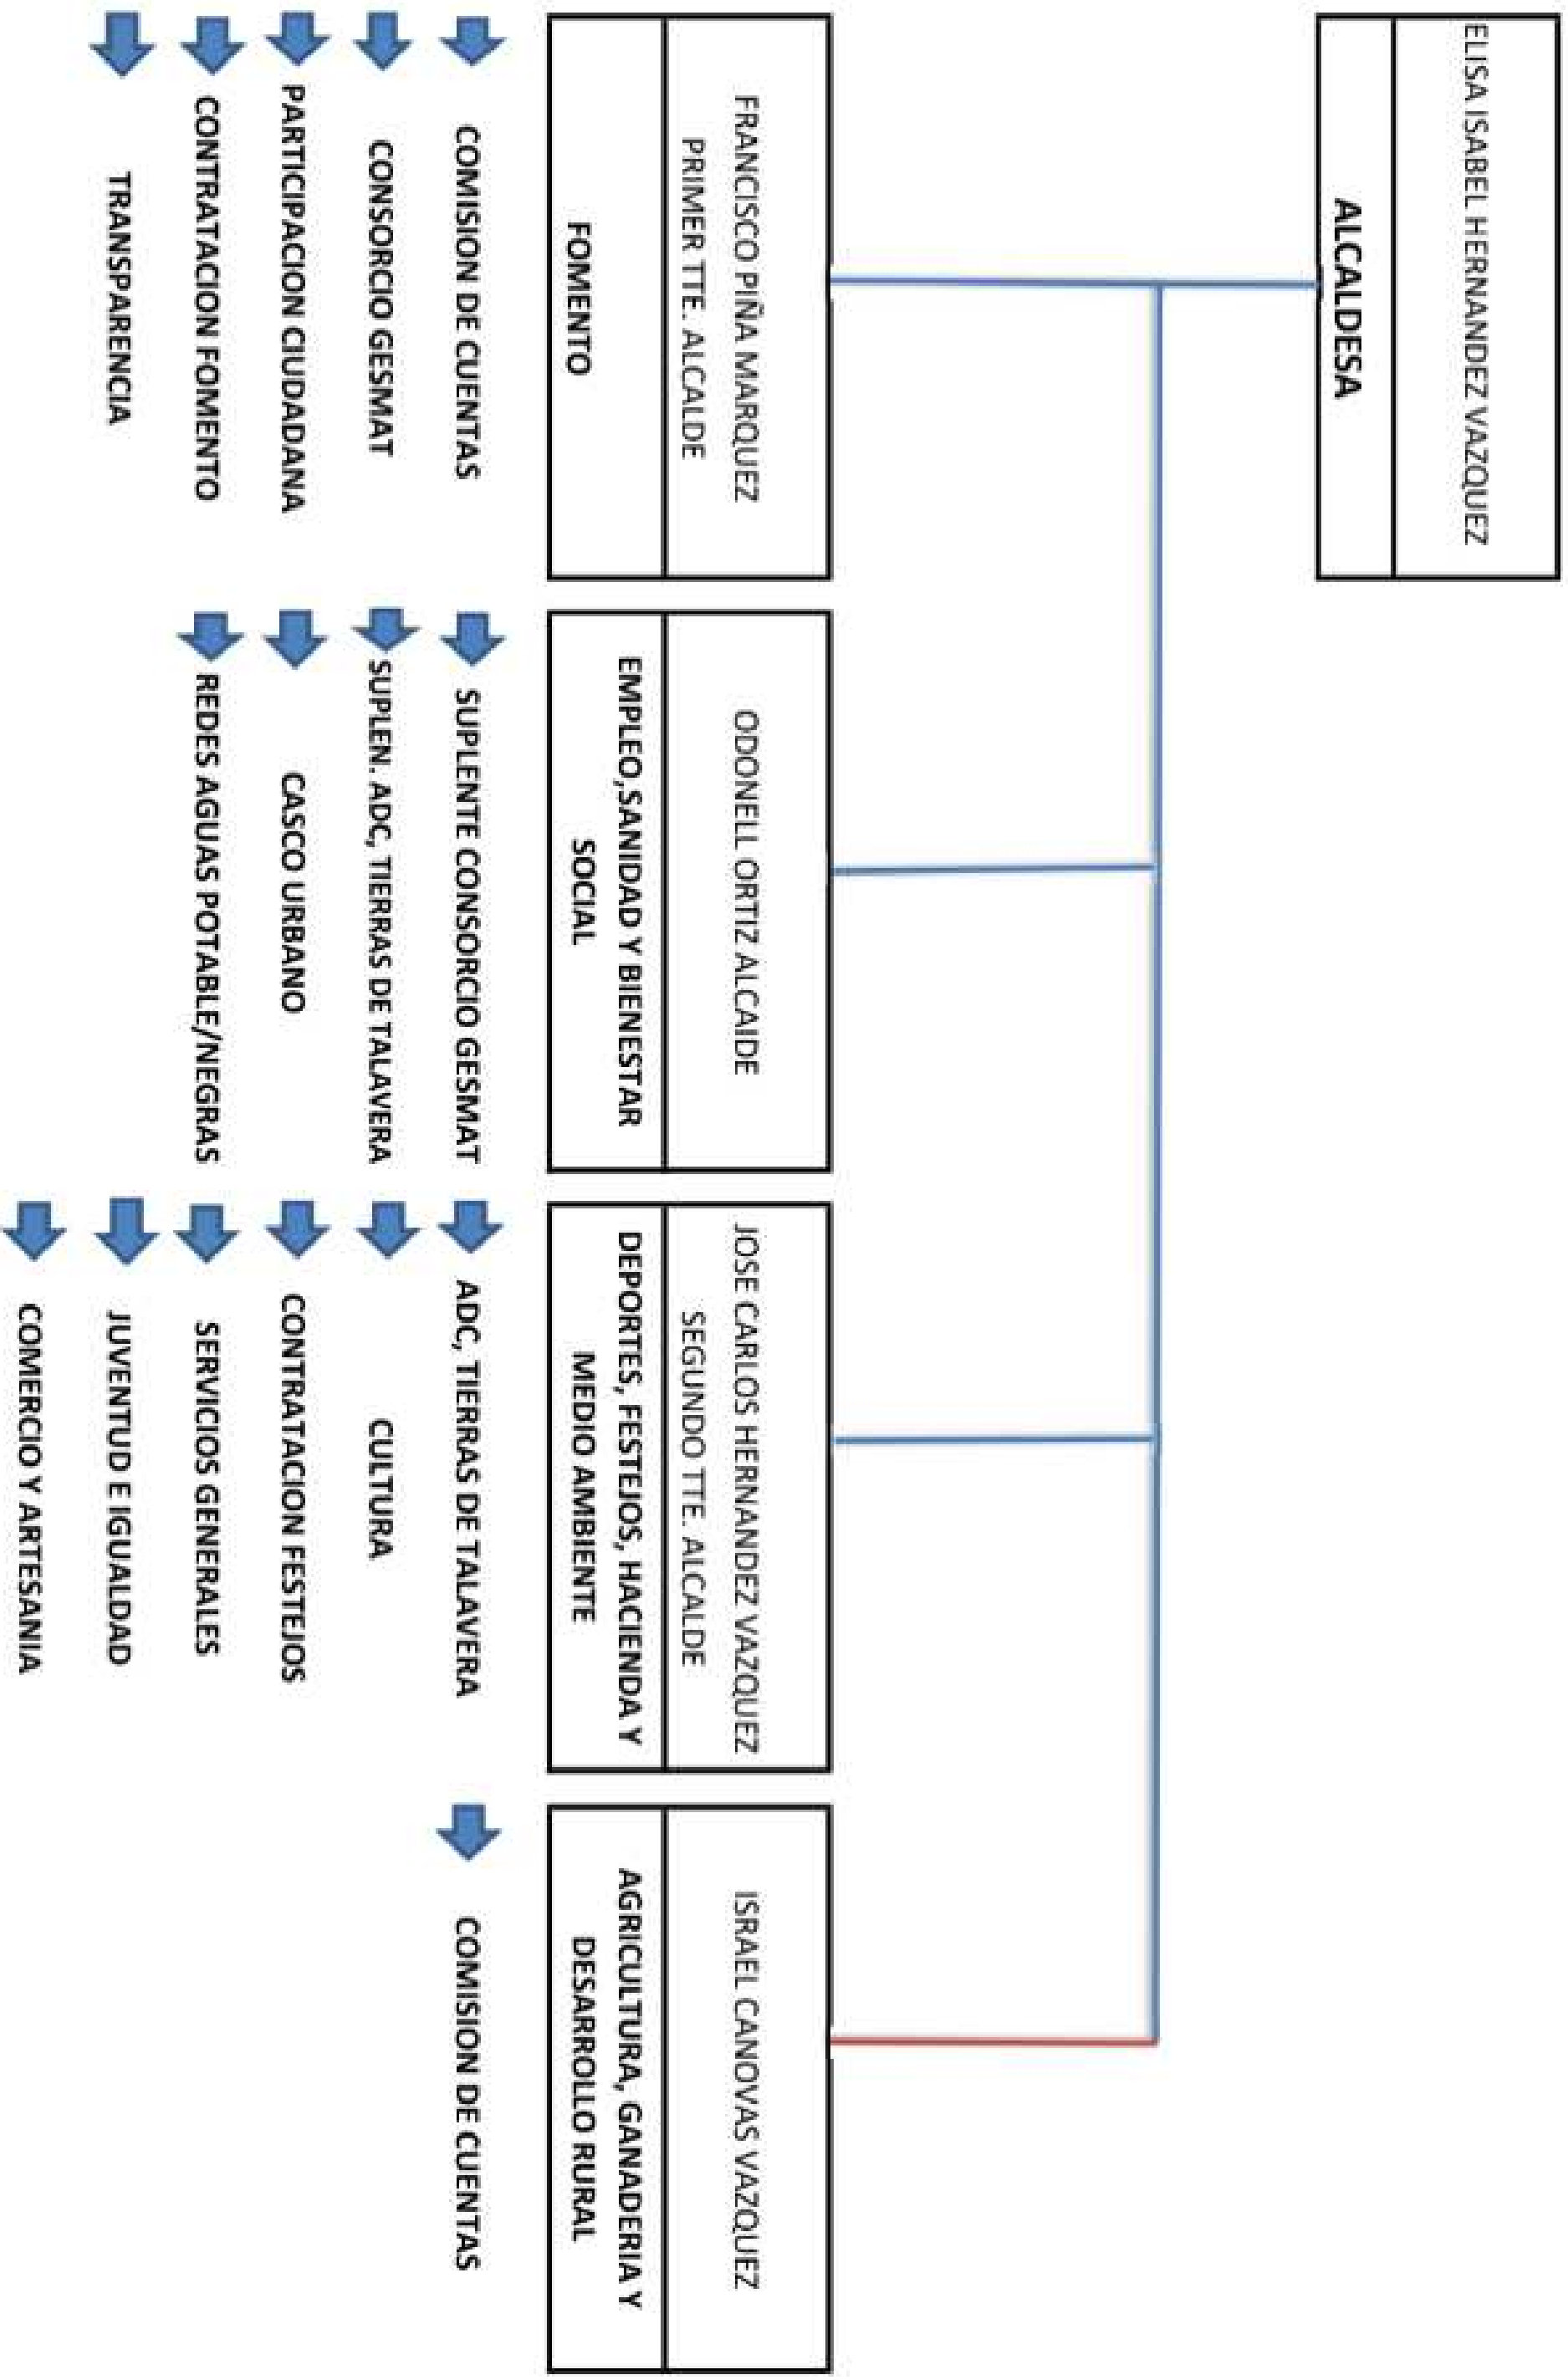 ELISA ISABEL HERNANDEZ VAZQUEZ
ALCALDESA
FRANCISCO PIÑA MARQUEZ
PRIMER TTE. ALCALDE
FOMENTO
COMISION DE CUENTAS
CONSORCIO GESMAT
PARTICIPACION CIUDADANA
CONTRATACION FOMENTO
TRANSPARENCIA
ODONELL ORTIZ ALCAIDE
EMPLEO,SANIDAD Y BIENESTAR
SOCIAL
SUPLENTE CONSORCIO GESMAT
SUPLEN. ADC, TIERRAS DE TALAVERA
CASCO URBANO
REDES AGUAS POTABLE/NEGRAS
JOSE CARLOS HERNANDEZ VAZQUEZ
SEGUNDO TTE. ALCALDE
DEPORTES, FESTEJOS, HACIENDA Y
MEDIO AMBIENTE
ADC, TIERRAS DE TALAVERA
CULTURA
CONTRATACION FESTEJOS
SERVICIOS GENERALES
JUVENTUD E IGUALDAD
COMERCIO Y ARTESANIA
ISRAEL CANOVAS VAZQUEZ
AGRICULTURA, GANADERIA Y
DESARROLLO RURAL
COMISION DE CUENTAS